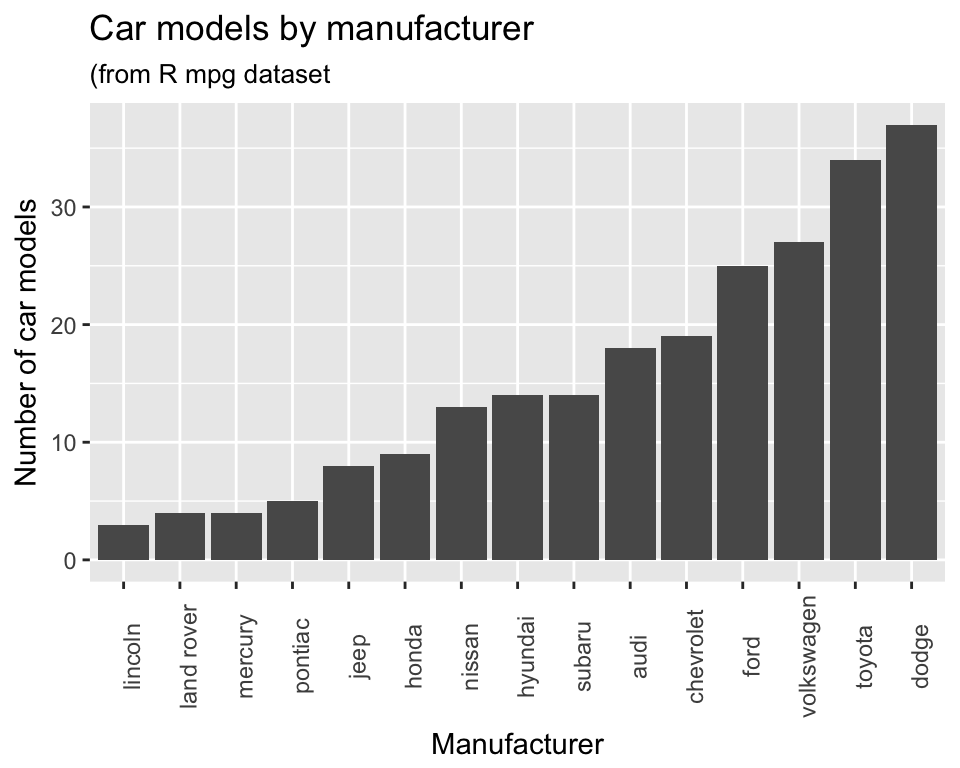 Car models by manufacturer
(from R mpg dataset
Number of car models
30
20
10
0
lincoln
land rover
mercury
pontiac
jeep
honda
nissan
hyundai
subaru
audi
chevrolet
ford
volkswagen
toyota
dodge
Manufacturer